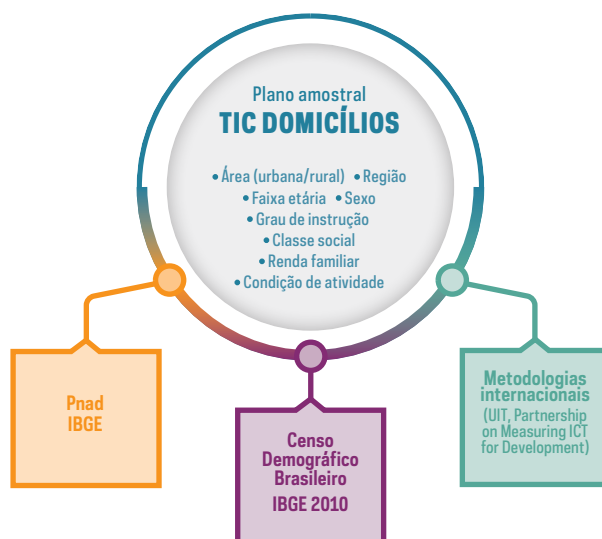 Plano amostral
TIC DOMICÍLIOS
• Área (urbana/rural) • Região
• Faixa etária • Sexo
• Grau de instrução
• Classe social
• Renda familiar
• Condição de atividade
Pnad
IBGE
Censo
Demográfico
Brasileiro
IBGE 2010
Metodologias
internacionais
(UIT, Partnership
on Measuring ICT
for Development)